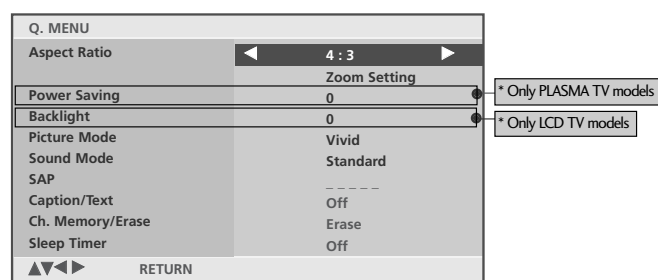 Q. MENU
Aspect Ratio ◀ 4 : 3 ▶
Zoom Setting
Power Saving 0 * Only PLASMA TV models
Backlight 0 * Only LCD TV models
Picture Mode Vivid
Sound Mode Standard
SAP _ _ _ _ _
Caption/Text Off
Ch. Memory/Erase Erase
Sleep Timer Off
▲▼◀▶ RETURN